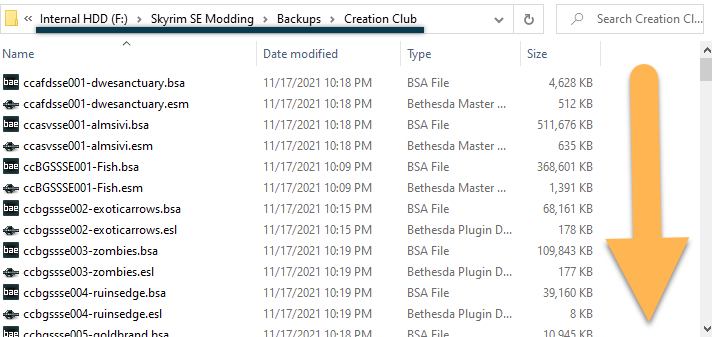 Internal HDD (F:) › Skyrim SE Modding › Backups › Creation Club Search Creation Cl...
Name Date modified Type Size
ccafdsse001-dwesanctuary.bsa 11/17/2021 10:18 PM BSA File 4,628 KB
ccafdsse001-dwesanctuary.esm 11/17/2021 10:18 PM Bethesda Master ... 512 KB
ccasvsse001-almsivi.bsa 11/17/2021 10:18 PM BSA File 511,676 KB
ccasvsse001-almsivi.esm 11/17/2021 10:18 PM Bethesda Master ... 635 KB
ccBGSSSE001-Fish.bsa 11/17/2021 10:09 PM BSA File 368,601 KB
ccBGSSSE001-Fish.esm 11/17/2021 10:09 PM Bethesda Master ... 1,391 KB
ccbgssse002-exoticarrows.bsa 11/17/2021 10:15 PM BSA File 68,161 KB
ccbgssse002-exoticarrows.esl 11/17/2021 10:15 PM Bethesda Plugin D... 178 KB
ccbgssse003-zombies.bsa 11/17/2021 10:19 PM BSA File 109,843 KB
ccbgssse003-zombies.esl 11/17/2021 10:19 PM Bethesda Plugin D... 177 KB
ccbgssse004-ruinsedge.bsa 11/17/2021 10:19 PM BSA File 39,160 KB
ccbgssse004-ruinsedge.esl 11/17/2021 10:19 PM Bethesda Plugin D... 8 KB
ccbgssse005-goldbrand.bsa 11/17/2021 10:18 PM BSA File 10,945 KB